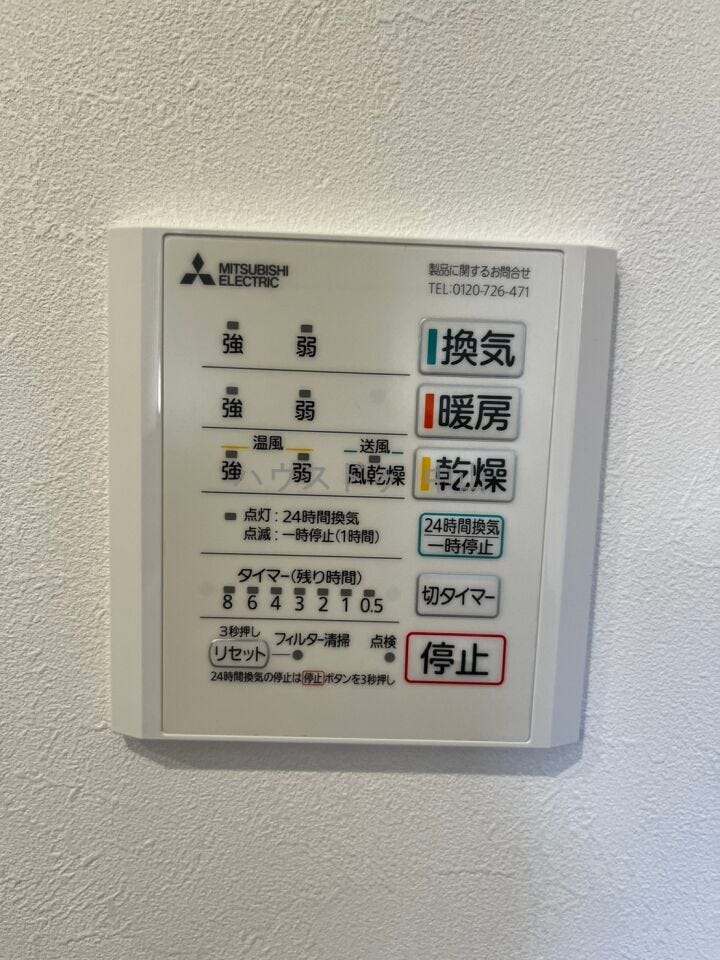 MITSUBISHI
ELECTRIC
製品に関するお問合せ
TEL:0120-726-471
強 弱 換気
強 弱 暖房
温風 送風
強 弱 風乾燥 乾燥
点灯:24時間換気
点滅:一時停止(1時間)
24時間換気
一時停止
タイマー(残り時間)
8 6 4 3 2 1 0.5
切タイマー
3秒押し
リセット フィルター清掃 点検
停止
24時間換気の停止は停止ボタンを3秒押し